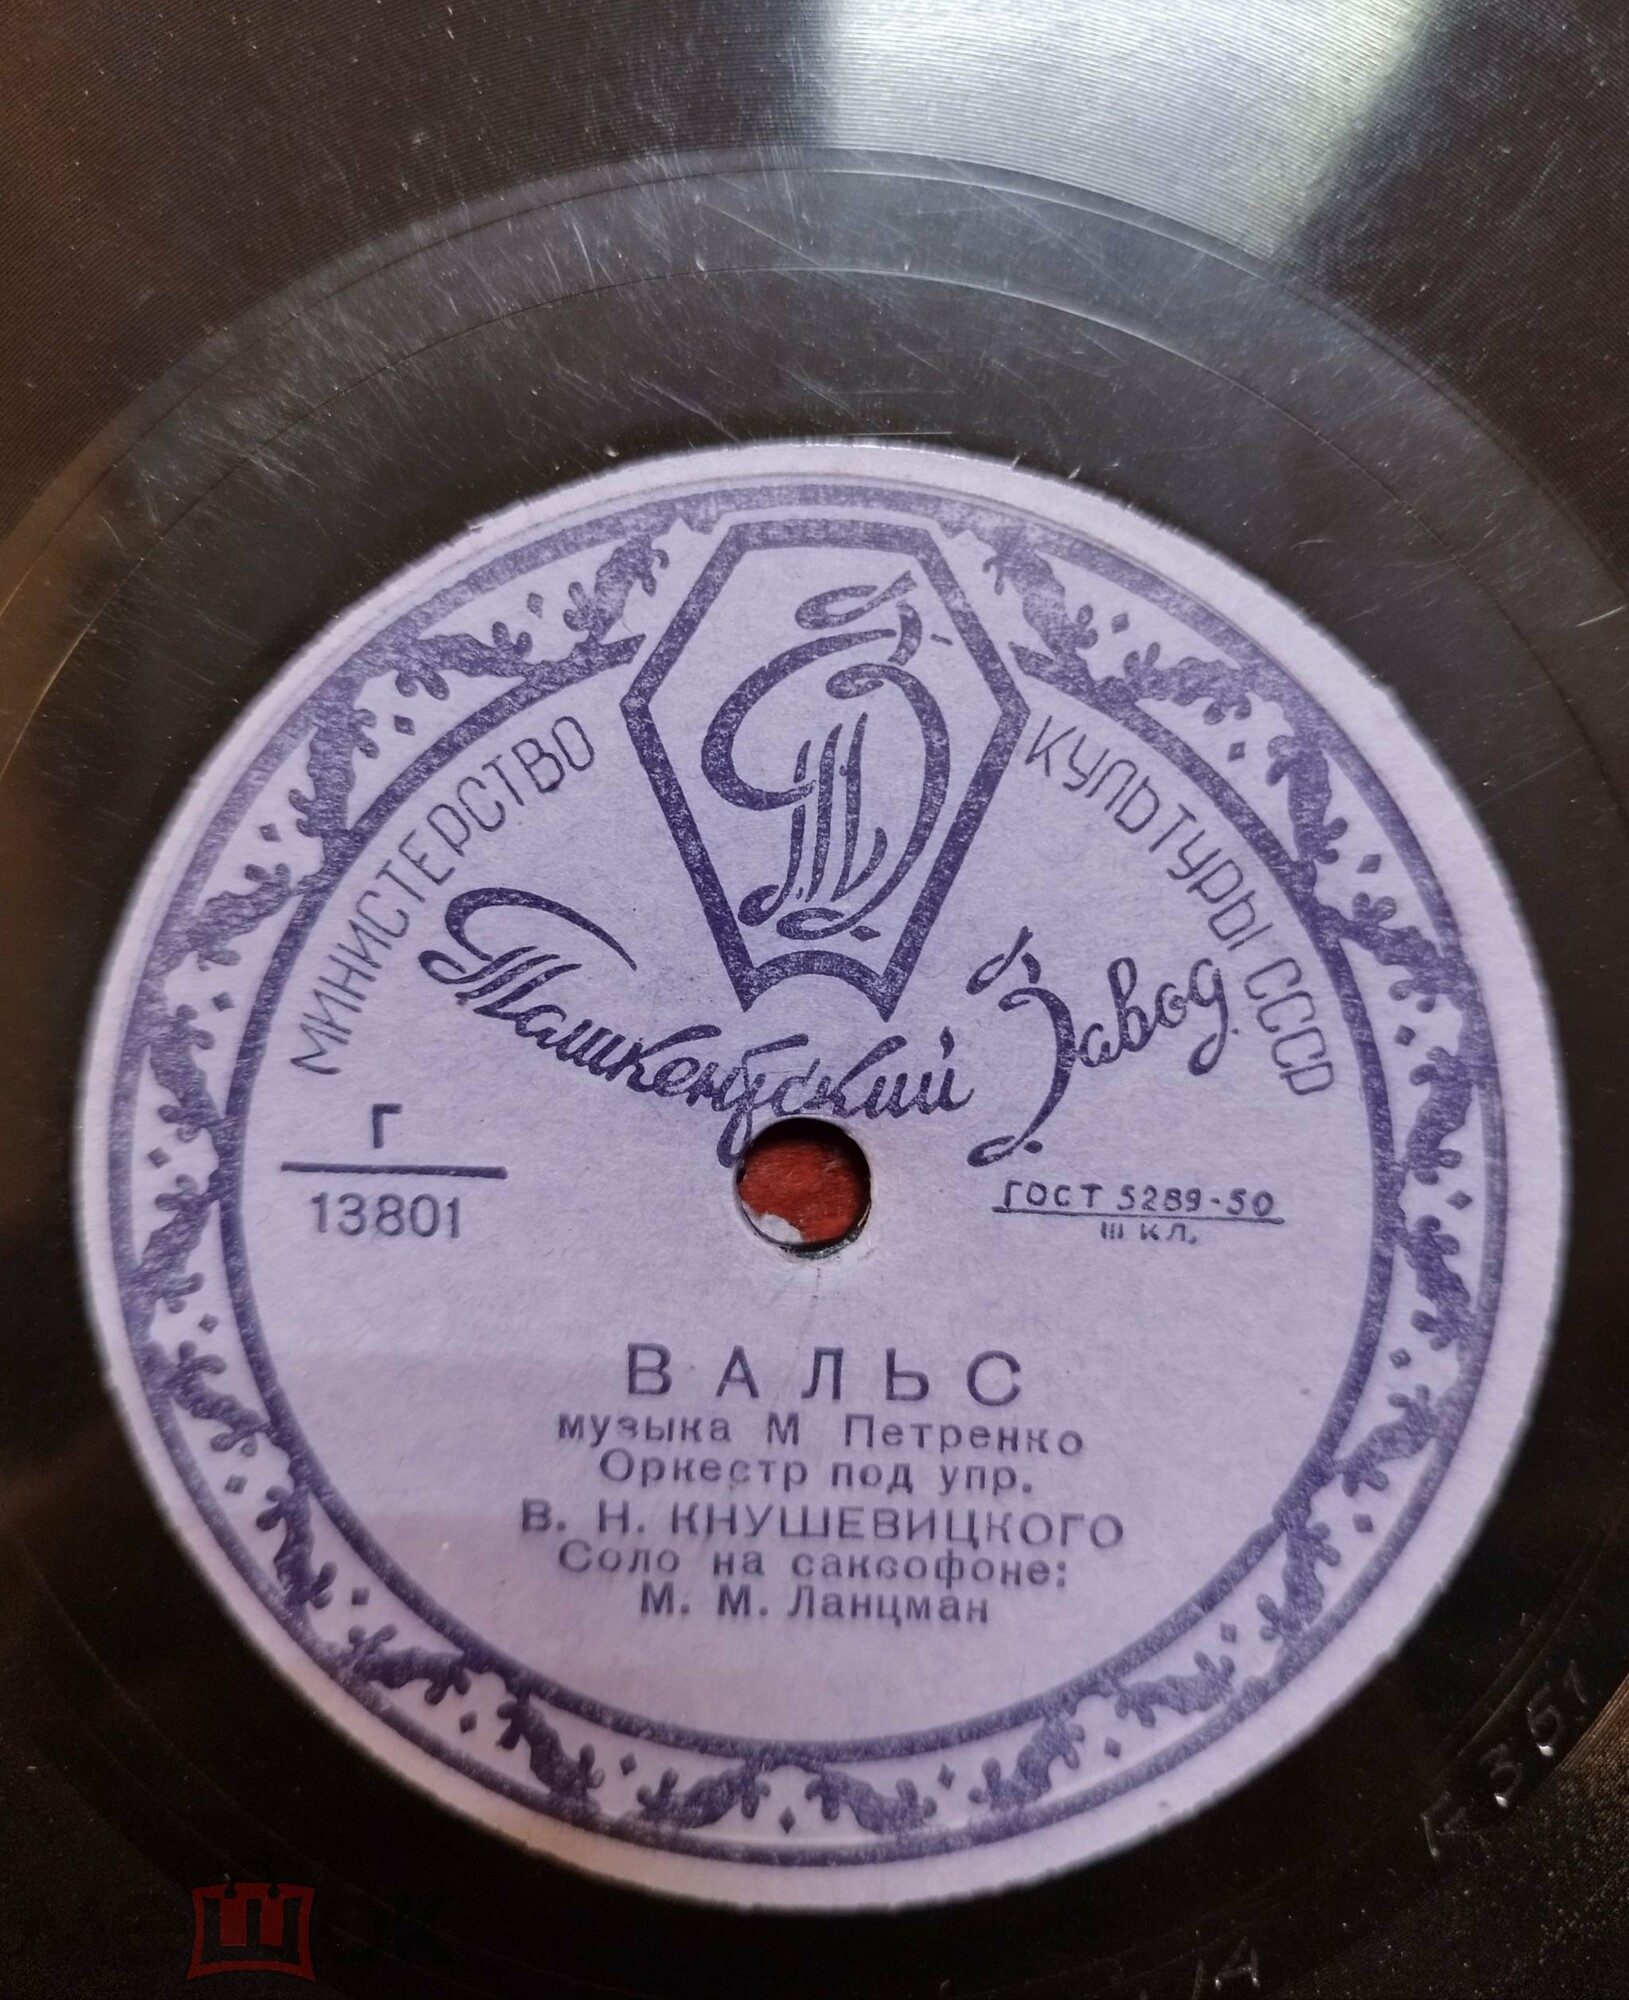 МИНИСТЕРСТВО КУЛЬТУРЫ СССР
Ташкентский Завод
Г
13801
ГОСТ 5289-50
III КЛ.
ВАЛЬС
музыка М Петренко
Оркестр под упр.
В. Н. КНУШЕВИЦКОГО
Соло на саксофоне:
М. М. Ланцман